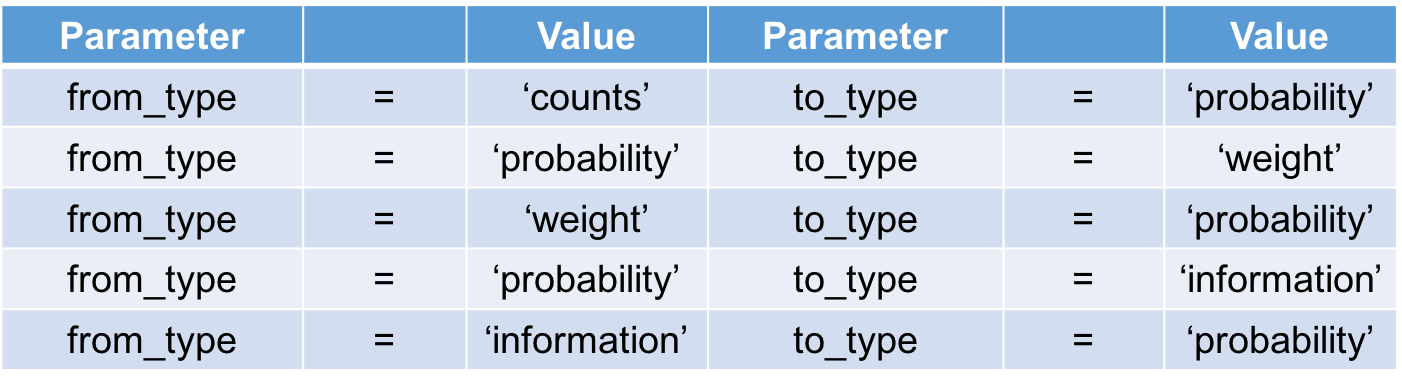 Parameter Value Parameter Value
from_type = ‘counts’ to_type = ‘probability’
from_type = ‘probability’ to_type = ‘weight’
from_type = ‘weight’ to_type = ‘probability’
from_type = ‘probability’ to_type = ‘information’
from_type = ‘information’ to_type = ‘probability’